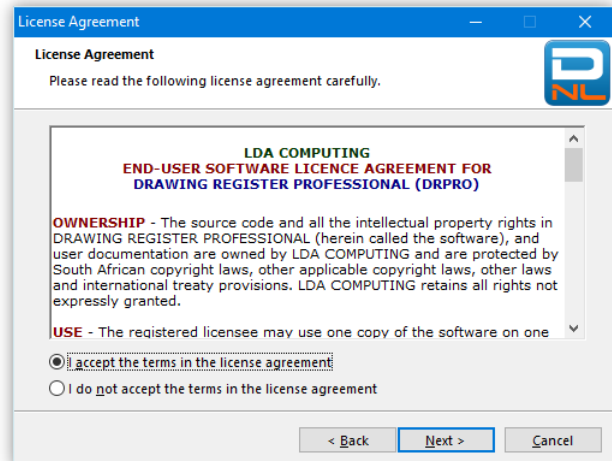 License Agreement
License Agreement
Please read the following license agreement carefully.
D
NL
LDA COMPUTING
END-USER SOFTWARE LICENCE AGREEMENT FOR
DRAWING REGISTER PROFESSIONAL (DRPRO)
OWNERSHIP - The source code and all the intellectual property rights in
DRAWING REGISTER PROFESSIONAL (herein called the software), and
user documentation are owned by LDA COMPUTING and are protected by
South African copyright laws, other applicable copyright laws, other laws
and international treaty provisions. LDA COMPUTING retains all rights not
expressly granted.
USE - The registered licensee may use one copy of the software on one
I accept the terms in the license agreement
I do not accept the terms in the license agreement
< Back Next > Cancel